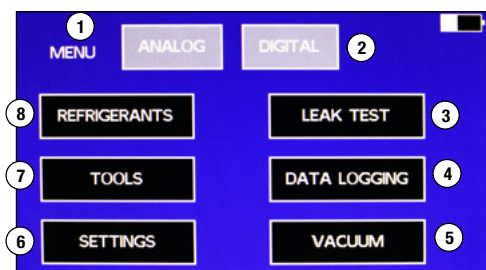 1
MENU ANALOG DIGITAL 2
8 REFRIGERANTS LEAK TEST 3
7 TOOLS DATA LOGGING 4
6 SETTINGS VACUUM 5